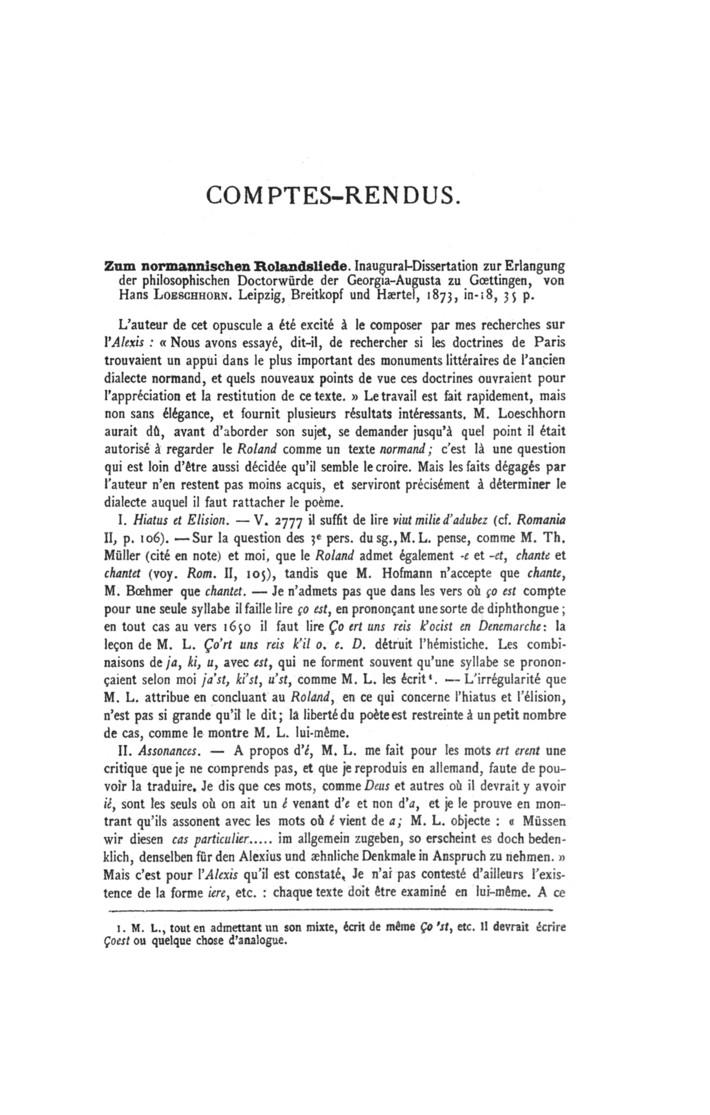 COMPTES-RENDUS.
Zum normannischen Rolandsliede. Inaugural-Dissertation zur Erlangung
der philosophischen Doctorwürde der Georgia-Augusta zu Gœttingen, von
Hans LOESCHHORN. Leipzig, Breitkopf und Hærtel, 1873, in-18, 35 p.
L'auteur de cet opuscule a été excité à le composer par mes recherches sur
l'Alexis : « Nous avons essayé, dit-il, de rechercher si les doctrines de Paris
trouvaient un appui dans le plus important des monuments littéraires de l'ancien
dialecte normand, et quels nouveaux points de vue ces doctrines ouvraient pour
l'appréciation et la restitution de ce texte. » Le travail est fait rapidement, mais
non sans élégance, et fournit plusieurs résultats intéressants. M. Loeschhorn
aurait dû, avant d'aborder son sujet, se demander jusqu'à quel point il était
autorisé à regarder le Roland comme un texte normand ; c'est là une question
qui est loin d'être aussi décidée qu'il semble le croire. Mais les faits dégagés par
l'auteur n'en restent pas moins acquis, et serviront précisément à déterminer le
dialecte auquel il faut rattacher le poème.
I. Hiatus et Elision. — V. 2777 il suffit de lire viut milie d'adubez (cf. Romania
II, p. 106). — Sur la question des 3e pers. du sg., M. L. pense, comme M. Th.
Müller (cité en note) et moi, que le Roland admet également -e et -et, chante et
chantet (voy. Rom. II, 105), tandis que M. Hofmann n'accepte que chante,
M. Bœhmer que chantet. — Je n'admets pas que dans les vers où ço est compte
pour une seule syllabe il faille lire ço est, en prononçant une sorte de diphthongue ;
en tout cas au vers 1650 il faut lire Ço ert uns reis k'ocist en Denemarche : la
leçon de M. L. Ço'rt uns reis k'il o. e. D. détruit l'hémistiche. Les combi-
naisons de ja, ki, u, avec est, qui ne forment souvent qu'une syllabe se pronon-
çaient selon moi ja'st, ki'st, u'st, comme M. L. les écrit¹. — L'irrégularité que
M. L. attribue en concluant au Roland, en ce qui concerne l'hiatus et l'élision,
n'est pas si grande qu'il le dit ; la liberté du poète est restreinte à un petit nombre
de cas, comme le montre M. L. lui-même.
II. Assonances. — A propos d'é, M. L. me fait pour les mots ert erent une
critique que je ne comprends pas, et que je reproduis en allemand, faute de pou-
voir la traduire. Je dis que ces mots, comme Deus et autres où il devrait y avoir
ié, sont les seuls où on ait un é venant d'e et non d'a, et je le prouve en mon-
trant qu'ils assonent avec les mots où é vient de a ; M. L. objecte : « Müssen
wir diesen cas particulier..... im allgemein zugeben, so erscheint es doch beden-
klich, denselben für den Alexius und æhnliche Denkmale in Anspruch zu nehmen. »
Mais c'est pour l'Alexis qu'il est constaté. Je n'ai pas contesté d'ailleurs l'exis-
tence de la forme iere, etc. : chaque texte doit être examiné en lui-même. A ce
1. M. L., tout en admettant un son mixte, écrit de même Ço 'st, etc. Il devrait écrire
Çoest ou quelque chose d'analogue.